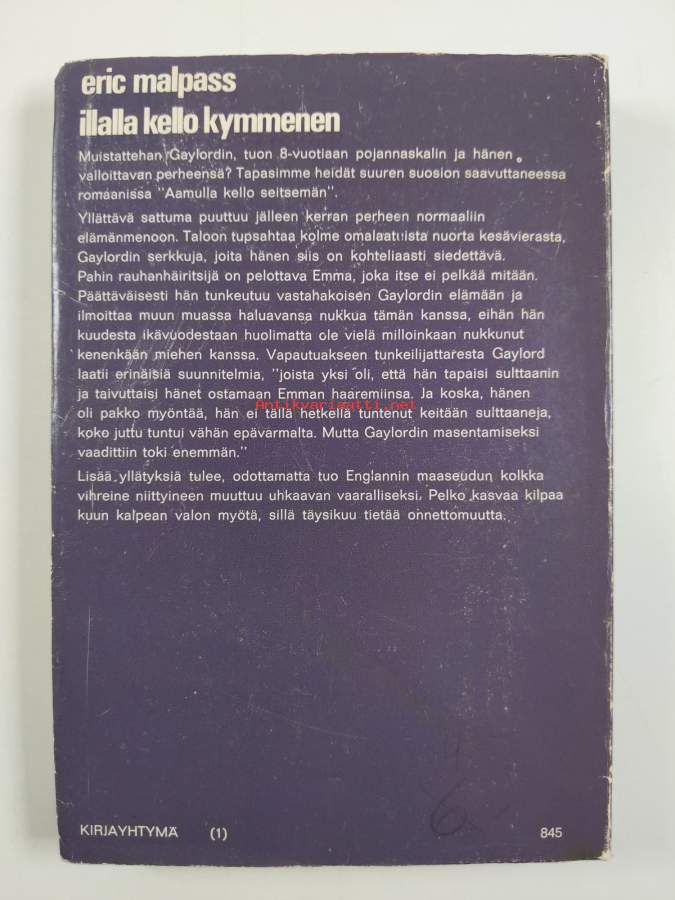 eric malpass
illalla kello kymmenen
Muistattehan Gaylordin, tuon 8-vuotiaan pojannaskalin ja hänen
valloittavan perheensä? Tapasimme heidät suuren suosion saavuttaneessa
romaanissa "Aamulla kello seitsemän".
Yllättävä sattuma puuttuu jälleen kerran perheen normaaliin
elämänmenoon. Taloon tupsahtaa kolme omalaatuista nuorta kesävierasta,
Gaylordin serkkuja, joita hänen siis on kohteliaasti siedettävä.
Pahin rauhanhäiritsijä on pelottava Emma, joka itse ei pelkää mitään.
Päättäväisesti hän tunkeutuu vastahakoisen Gaylordin elämään ja
ilmoittaa muun muassa haluavansa nukkua tämän kanssa, eihän hän
kuudesta ikävuodestaan huolimatta ole vielä milloinkaan nukkunut
kenenkään miehen kanssa. Vapautuakseen tunkeilijattaresta Gaylord
laatii erinäisiä suunnitelmia, "joista yksi oli, että hän tapaisi sulttaanin
ja taivuttaisi hänet ostamaan Emman haaremiinsa. Ja koska, hänen
Antikvariaatti.net
oli pakko myöntää, hän ei tällä hetkellä tuntenut keitään sulttaaneja,
koko juttu tuntui vähän epävarmalta. Mutta Gaylordin masentamiseksi
vaadittiin toki enemmän."
Lisää yllätyksiä tulee, odottamatta tuo Englannin maaseudun kolkka
vihreine niittyineen muuttuu uhkaavan vaaralliseksi. Pelko kasvaa kilpaa
kuun kalpean valon myötä, sillä täysikuu tietää onnettomuutta.
6
KIRJAYHTYMÄ (1) 845